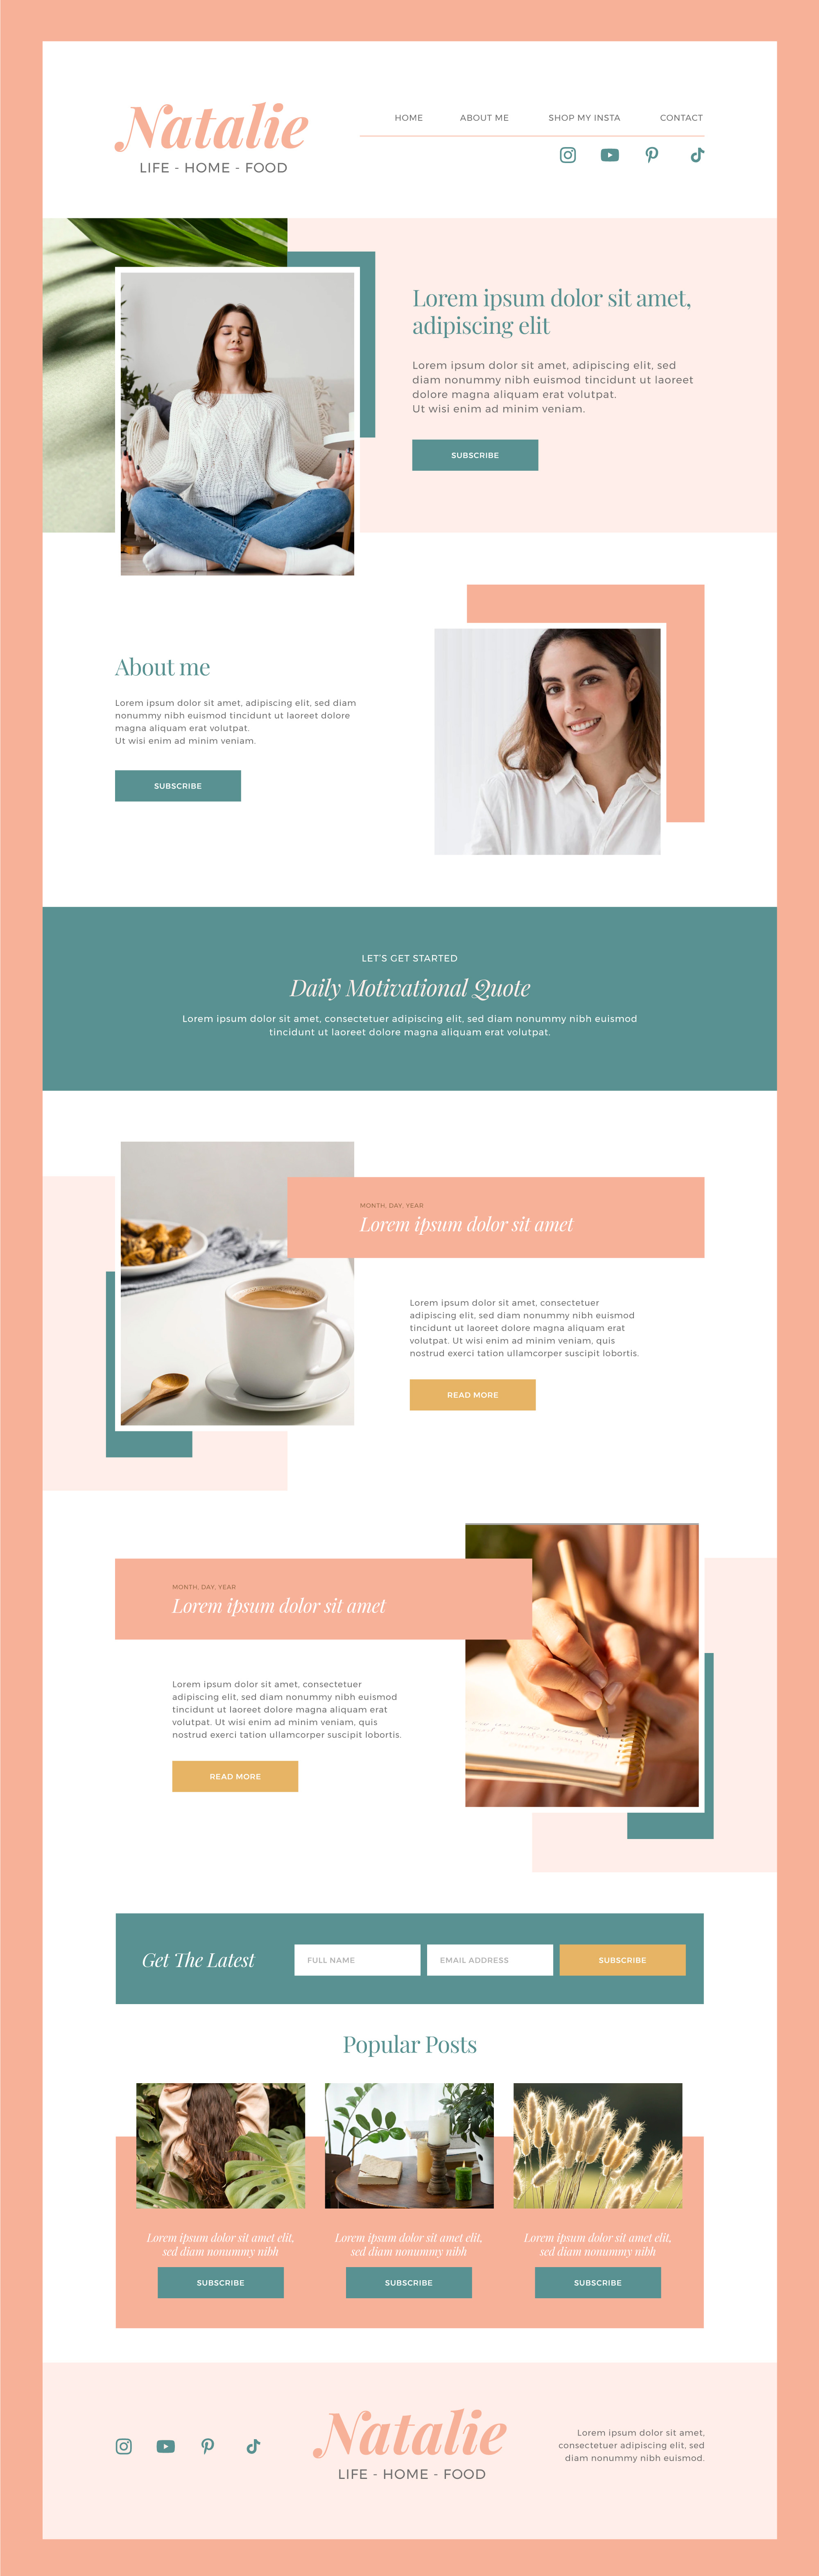 Natalie
LIFE - HOME - FOOD
HOME ABOUT ME SHOP MY INSTA CONTACT
Lorem ipsum dolor sit amet,
adipiscing elit
Lorem ipsum dolor sit amet, adipiscing elit, sed
diam nonummy nibh euismod tincidunt ut laoreet
dolore magna aliquam erat volutpat.
Ut wisi enim ad minim veniam.
SUBSCRIBE
About me
Lorem ipsum dolor sit amet, adipiscing elit, sed diam
nonummy nibh euismod tincidunt ut laoreet dolore
magna aliquam erat volutpat.
Ut wisi enim ad minim veniam.
SUBSCRIBE
LET'S GET STARTED
Daily Motivational Quote
Lorem ipsum dolor sit amet, consectetuer adipiscing elit, sed diam nonummy nibh euismod
tincidunt ut laoreet dolore magna aliquam erat volutpat.
MONTH, DAY, YEAR
Lorem ipsum dolor sit amet
Lorem ipsum dolor sit amet, consectetuer
adipiscing elit, sed diam nonummy nibh euismod
tincidunt ut laoreet dolore magna aliquam erat
volutpat. Ut wisi enim ad minim veniam, quis
nostrud exerci tation ullamcorper suscipit lobortis.
READ MORE
MONTH, DAY, YEAR
Lorem ipsum dolor sit amet
Lorem ipsum dolor sit amet, consectetuer
adipiscing elit, sed diam nonummy nibh euismod
tincidunt ut laoreet dolore magna aliquam erat
volutpat. Ut wisi enim ad minim veniam, quis
nostrud exerci tation ullamcorper suscipit lobortis.
READ MORE
Get The Latest
FULL NAME
EMAIL ADDRESS
SUBSCRIBE
Popular Posts
Lorem ipsum dolor sit amet elit,
sed diam nonummy nibh
SUBSCRIBE
Lorem ipsum dolor sit amet elit,
sed diam nonummy nibh
SUBSCRIBE
Lorem ipsum dolor sit amet elit,
sed diam nonummy nibh
SUBSCRIBE
Natalie
LIFE - HOME - FOOD
Lorem ipsum dolor sit amet,
consectetuer adipiscing elit, sed
diam nonummy nibh euismod.